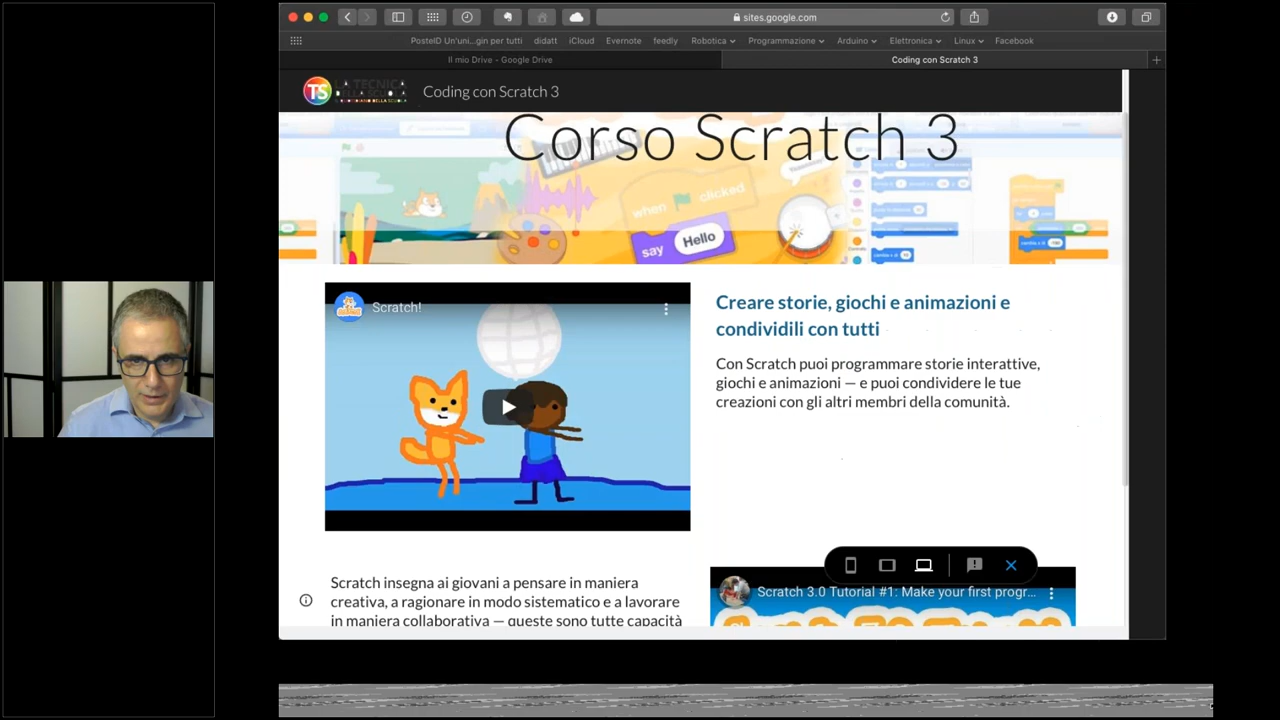 sites.google.com
PosteID Un'uni...gin per tutti didatt iCloud Evernote feedly Robotica Programmazione Arduino Elettronica Linux Facebook
Il mio Drive - Google Drive
Coding con Scratch 3
TS LA TECNICA DELLA SCUOLA
Coding con Scratch 3
Corso Scratch 3
when clicked
say Hello
Scratch!
Creare storie, giochi e animazioni e
condividili con tutti
Con Scratch puoi programmare storie interattive,
giochi e animazioni — e puoi condividere le tue
creazioni con gli altri membri della comunità.
Scratch insegna ai giovani a pensare in maniera
creativa, a ragionare in modo sistematico e a lavorare
in maniera collaborativa — queste sono tutte capacità
Scratch 3.0 Tutorial #1: Make your first progr...